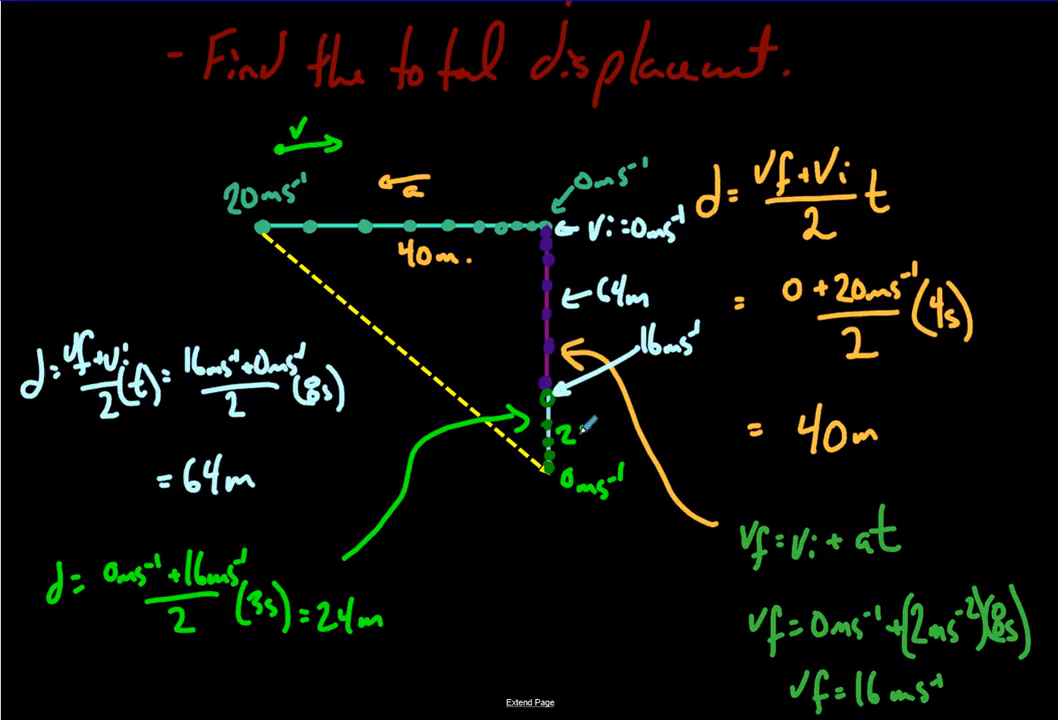 - Find the total displacement.
v
20ms⁻¹
a
0ms⁻¹
Vi=0ms⁻¹
40m.
64m
16ms⁻¹
2
0ms⁻¹
d= Vf+Vi/2 t
= 0+20ms⁻¹/2 (4s)
= 40m
d= Vf+Vi/2 (t) = 16ms⁻¹+0ms⁻¹/2 (8s)
= 64m
d= 0ms⁻¹+16ms⁻¹/2 (3s) = 24m
Vf=Vi+at
Vf=0ms⁻¹+(2ms⁻²)(8s)
Vf=16ms⁻¹
Extend Page